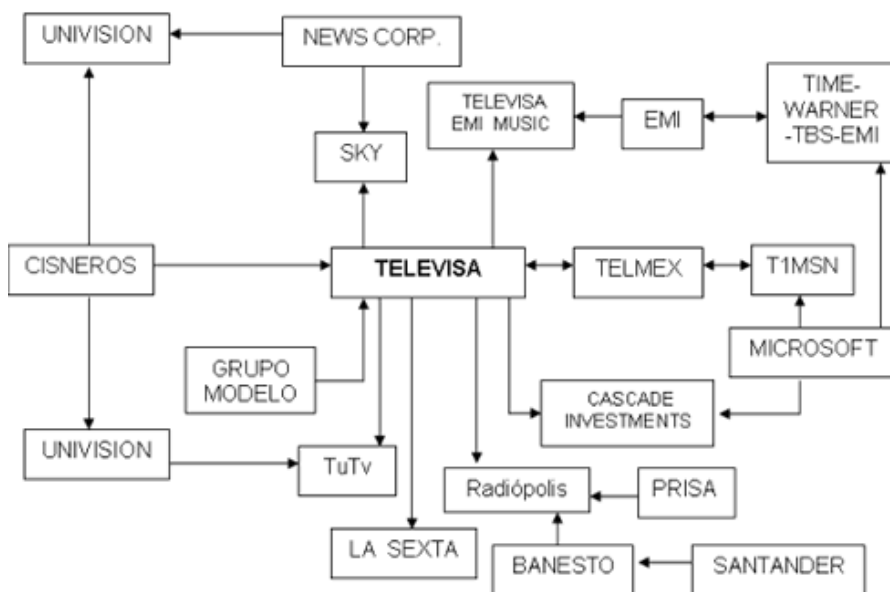 UNIVISION
NEWS CORP.
TELEVISA
EMI MUSIC
EMI
TIME-
WARNER
-TBS-EMI
SKY
CISNEROS
TELEVISA
TELMEX
T1MSN
MICROSOFT
GRUPO
MODELO
CASCADE
INVESTMENTS
UNIVISION
TuTv
Radiópolis
PRISA
LA SEXTA
BANESTO
SANTANDER